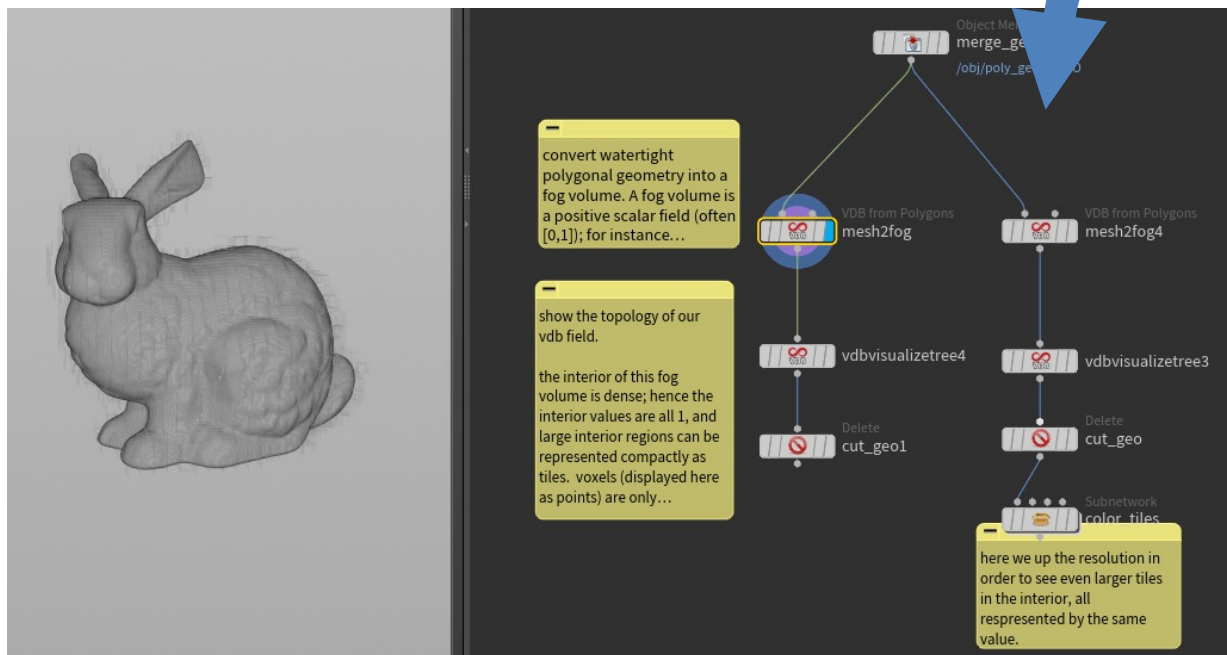 Object Me
merge_ge
/obj/poly_ge
convert watertight
polygonal geometry into a
fog volume. A fog volume is
a positive scalar field (often
[0,1]); for instance…
VDB from Polygons
mesh2fog
VDB from Polygons
mesh2fog4
show the topology of our
vdb field.
the interior of this fog
volume is dense; hence the
interior values are all 1, and
large interior regions can be
represented compactly as
tiles. voxels (displayed here
as points) are only…
vdbvisualizetree4
vdbvisualizetree3
Delete
cut_geo1
Delete
cut_geo
Subnetwork
color_tiles
here we up the resolution in
order to see even larger tiles
in the interior, all
respresented by the same
value.